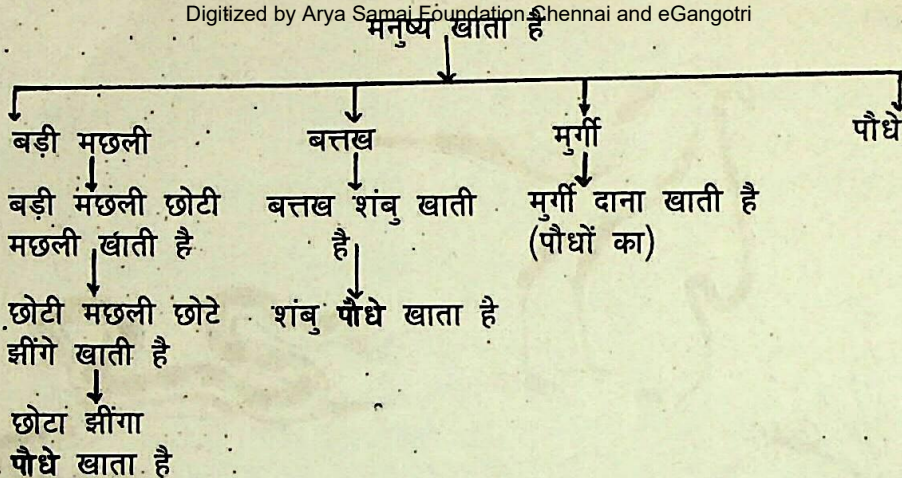 Digitized by Arya Samaj Foundation Chennai and eGangotri
मनुष्य खाता है
बड़ी मछली
बड़ी मछली छोटी
मछली खाती है
छोटी मछली छोटे
झींगे खाती है
छोटा झींगा
पौधे खाता है
बत्तख
बत्तख शंबु खाती
है
शंबु पौधे खाता है
मुर्गी
मुर्गी दाना खाती है
(पौधों का)
पौधे